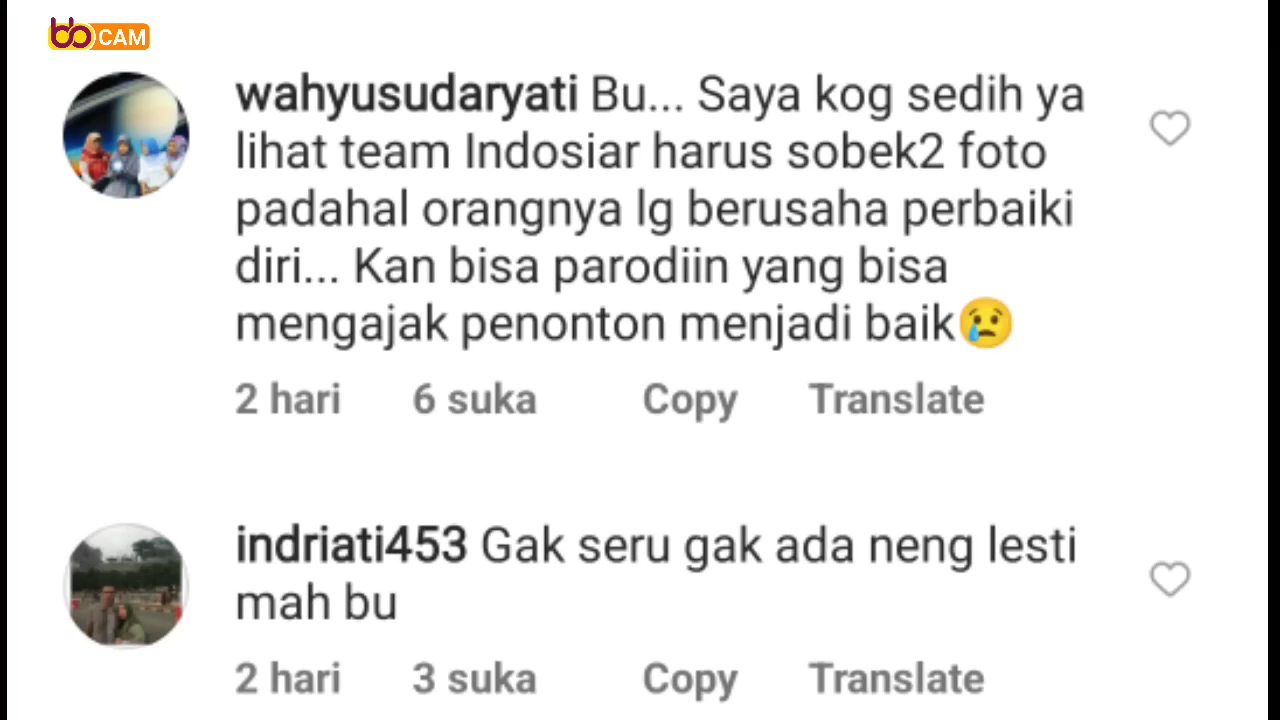 bb CAM
wahyusudaryati Bu... Saya kog sedih ya
lihat team Indosiar harus sobek2 foto
padahal orangnya lg berusaha perbaiki
diri... Kan bisa parodiin yang bisa
mengajak penonton menjadi baik😢
2 hari 6 suka Copy Translate
indriati453 Gak seru gak ada neng lesti
mah bu
2 hari 3 suka Copy Translate